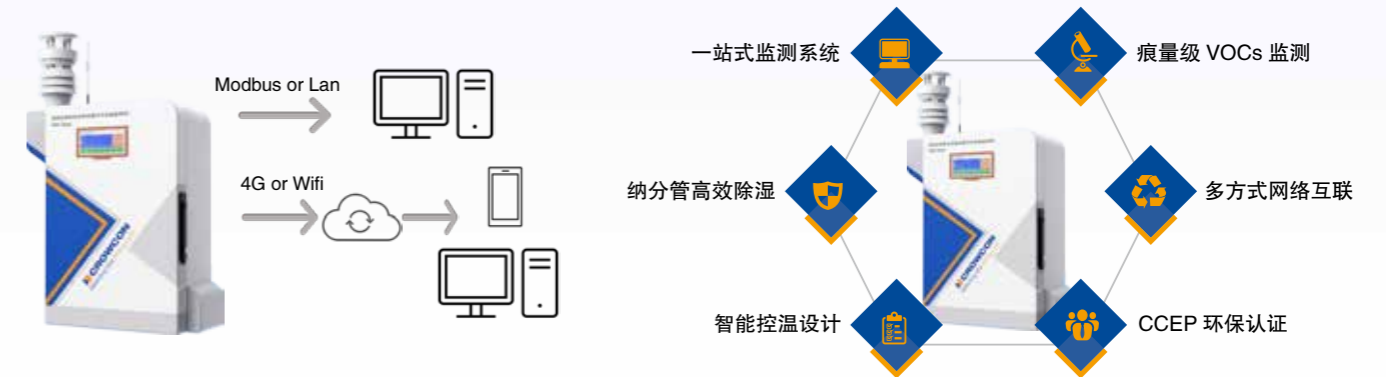 Modbus or Lan
4G or Wifi
CROWCON
一站式监测系统
痕量级 VOCs 监测
纳分管高效除湿
多方式网络互联
智能控温设计
CCEP 环保认证
CROWCON